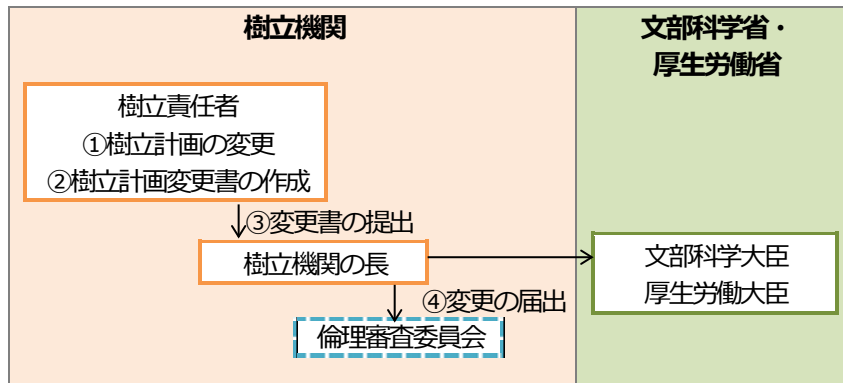 樹立機関
文部科学省・
厚生労働省
樹立責任者
①樹立計画の変更
②樹立計画変更書の作成
③変更書の提出
樹立機関の長
文部科学大臣
厚生労働大臣
④変更の届出
倫理審査委員会